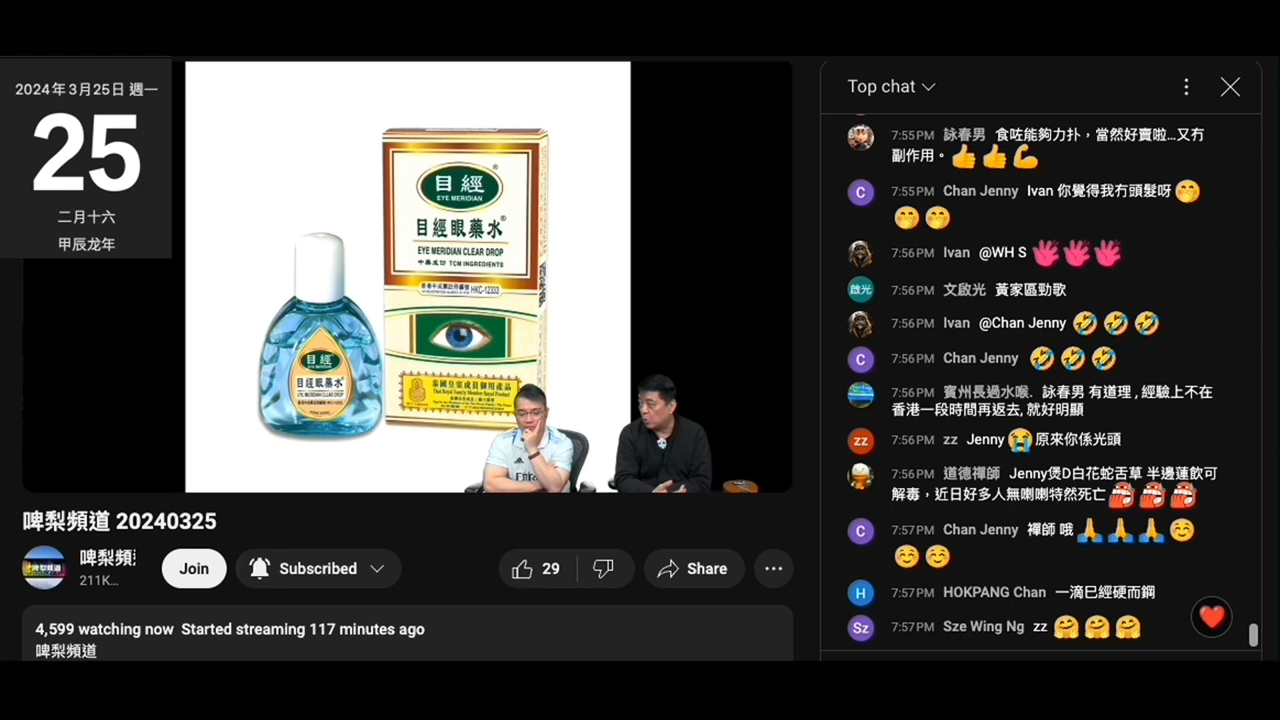 2024年3月25日 週一
25
二月十六
甲辰龙年
目經
EYE MERIDIAN
目經眼藥水®
EYE MERIDIAN CLEAR DROP
中藥成份 TCM INGREDIENTS
HKC-12333
目經
目經眼藥水
EYE MERIDIAN CLEAR DROP
泰國皇室成員御用產品
Thai Royal Family Member Royal Product
啤梨頻道 20240325
啤梨頻道
211K...
Join
Subscribed
29
Share
4,599 watching now Started streaming 117 minutes ago
啤梨頻道
Top chat
7:55PM 詠春男 食咗能夠力扑，當然好賣啦...又冇
副作用。👍👍💪
C 7:55PM Chan Jenny Ivan 你覺得我冇頭髮呀🤭
🤭🤭
7:56PM Ivan @WH S 👋👋👋
啟光 7:56PM 文啟光 黃家區勁歌
7:56PM Ivan @Chan Jenny 🤣🤣🤣
C 7:56PM Chan Jenny 🤣🤣🤣
7:56PM 賓州長過水喉. 詠春男 有道理 , 經驗上不在
香港一段時間再返去, 就好明顯
zz 7:56PM zz Jenny😭原來你係光頭
7:56PM 道德禪師 Jenny煲D白花蛇舌草 半邊蓮飲可
解毒，近日好多人無喇喇特然死亡
C 7:57PM Chan Jenny 禪師 哦🙏🙏🙏☺️
☺️☺️
H 7:57PM HOKPANG Chan 一滴巳經硬而鋼
Sz 7:57PM Sze Wing Ng zz 🤗🤗🤗